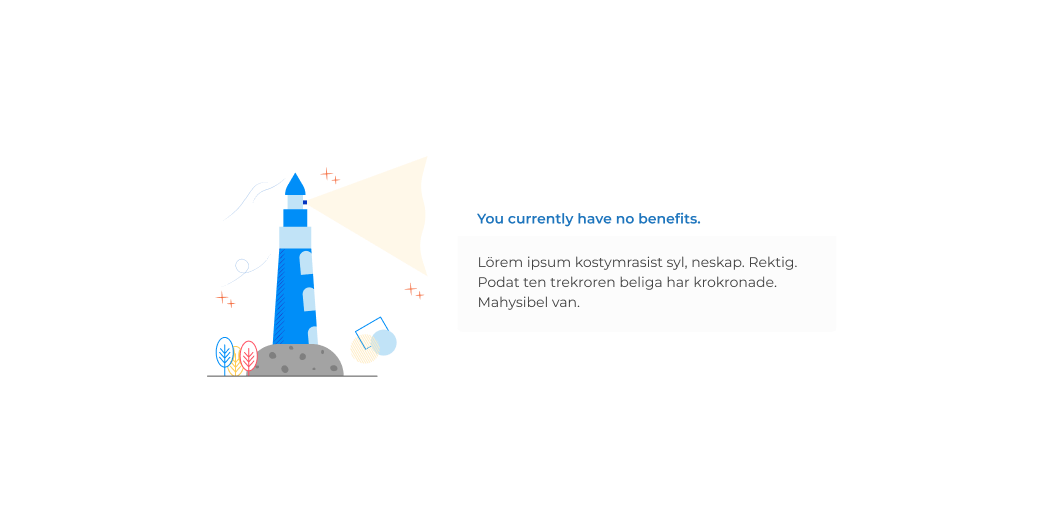 You currently have no benefits.
Lörem ipsum kostymrasist syl, neskap. Rektig.
Podat ten trekroren beliga har krokronade.
Mahysibel van.